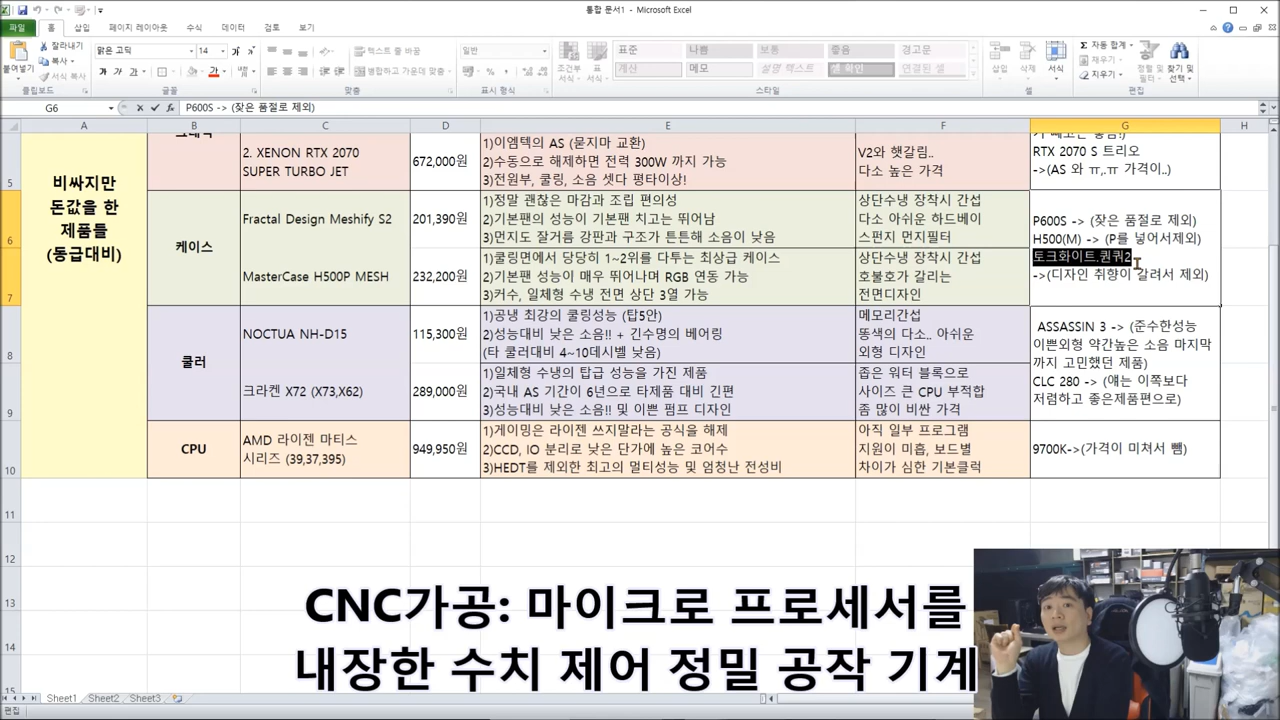 통합 문서1 - Microsoft Excel
파일 홈 삽입 페이지 레이아웃 수식 데이터 검토 보기
붙여넣기
잘라내기
복사
서식 복사
맑은 고딕 14
텍스트 줄 바꿈
병합하고 가운데 맞춤
일반
조건부 서식
표 서식
표준 나쁨 보통 좋음 경고문
계산 메모 설명 텍스트 셀 확인 연결된 셀
삽입 삭제 서식
자동 합계
채우기
지우기
정렬 및 필터
찾기 및 선택
클립보드 글꼴 맞춤 표시 형식 스타일 셀 편집
G6 P600S -> (잦은 품절로 제외)
A B C D E F G H
5
비싸지만
돈값을 한
제품들
(동급대비)
2. XENON RTX 2070
SUPER TURBO JET
672,000원
1)이엠텍의 AS (묻지마 교환)
2)수동으로 해제하면 전력 300W 까지 가능
3)전원부, 쿨링, 소음 셋다 평타이상!
V2와 햇갈림..
다소 높은 가격
RTX 2070 S 트리오
->(AS 와 ㅠ,.ㅠ 가격이..)
6
케이스
Fractal Design Meshify S2
201,390원
1)정말 괜찮은 마감과 조립 편의성
2)기본팬의 성능이 기본팬 치고는 뛰어남
3)먼지도 잘거름 강판과 구조가 튼튼해 소음이 낮음
상단수냉 장착시 간섭
다소 아쉬운 하드베이
스펀지 먼지필터
P600S -> (잦은 품절로 제외)
H500(M) -> (P를 넣어서제외)
토크화이트.퀀쿼2
->(디자인 취향이 갈려서 제외)
7
MasterCase H500P MESH
232,200원
1)쿨링면에서 당당히 1~2위를 다투는 최상급 케이스
2)기본팬 성능이 매우 뛰어나며 RGB 연동 가능
3)커수, 일체형 수냉 전면 상단 3열 가능
상단수냉 장착시 간섭
호불호가 갈리는
전면디자인
8
쿨러
NOCTUA NH-D15
115,300원
1)공냉 최강의 쿨링성능 (탑5안)
2)성능대비 낮은 소음!! + 긴수명의 베어링
(타 쿨러대비 4~10데시벨 낮음)
메모리간섭
똥색의 다소.. 아쉬운
외형 디자인
ASSASSIN 3 -> (준수한성능
이쁜외형 약간높은 소음 마지막
까지 고민했던 제품)
CLC 280 -> (얘는 이쪽보다
저렴하고 좋은제품편으로)
9
크라켄 X72 (X73,X62)
289,000원
1)일체형 수냉의 탑급 성능을 가진 제품
2)국내 AS 기간이 6년으로 타제품 대비 긴편
3)성능대비 낮은 소음!! 및 이쁜 펌프 디자인
좁은 워터 블록으로
사이즈 큰 CPU 부적합
좀 많이 비싼 가격
10
CPU
AMD 라이젠 마티스
시리즈 (39,37,395)
949,950원
1)게이밍은 라이젠 쓰지말라는 공식을 해제
2)CCD, IO 분리로 낮은 단가에 높은 코어수
3)HEDT를 제외한 최고의 멀티성능 및 엄청난 전성비
아직 일부 프로그램
지원이 미흡, 보드별
차이가 심한 기본클럭
9700K->(가격이 미쳐서 뺌)
11
12
13
14
15
CNC가공: 마이크로 프로세서를
내장한 수치 제어 정밀 공작 기계
Sheet1 Sheet2 Sheet3
편집